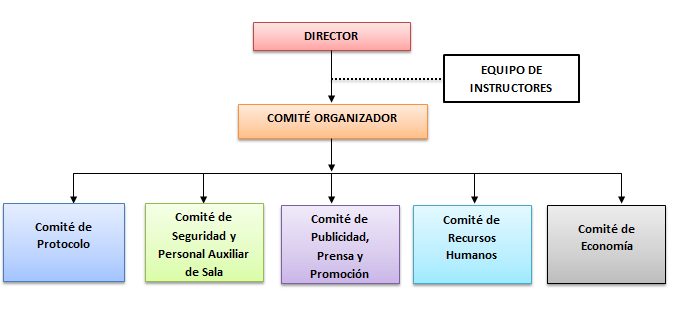 DIRECTOR
EQUIPO DE
INSTRUCTORES
COMITÉ ORGANIZADOR
Comité de
Protocolo
Comité de
Seguridad y
Personal Auxiliar
de Sala
Comité de
Publicidad,
Prensa y
Promoción
Comité de
Recursos
Humanos
Comité de
Economía